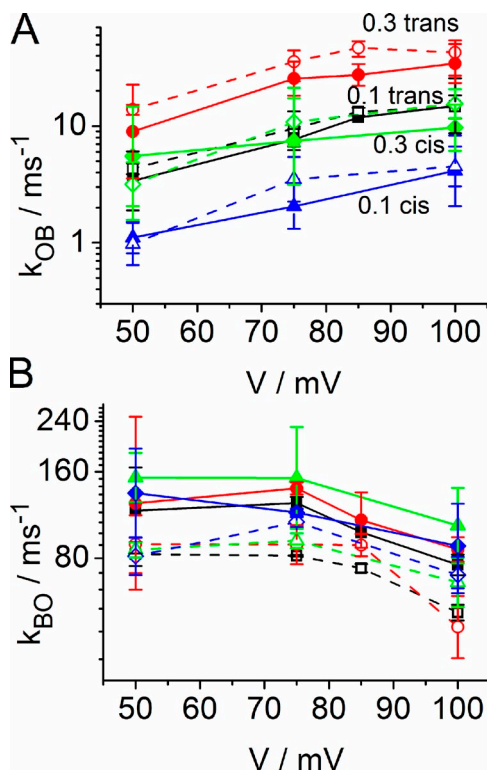 A
k_OB / ms⁻¹
10
1
0.3 trans
0.1 trans
0.3 cis
0.1 cis
50 60 70 80 90 100
V / mV
B
k_BO / ms⁻¹
240
160
80
50 60 70 80 90 100
V / mV